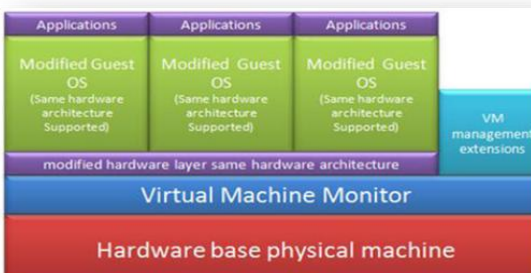 Applications
Modified Guest
OS
(Same hardware
architecture
Supported)
Applications
Modified Guest
OS
(Same hardware
architecture
Supported)
Applications
Modified Guest
OS
(Same hardware
architecture
Supported)
VM
management
extensions
modified hardware layer same hardware architecture
Virtual Machine Monitor
Hardware base physical machine